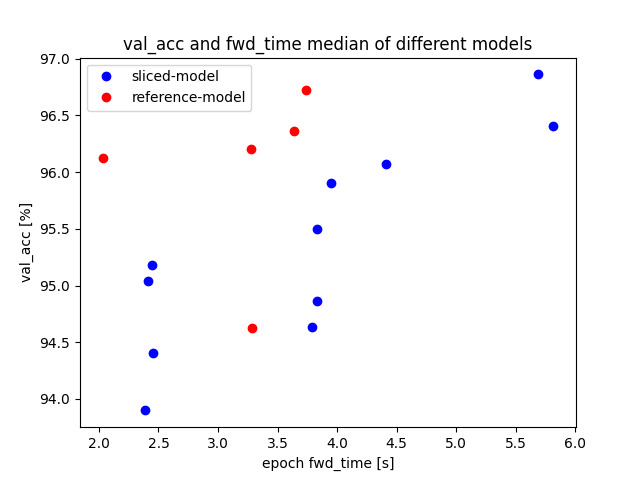 val_acc and fwd_time median of different models
sliced-model
reference-model
97.0
96.5
96.0
95.5
95.0
94.5
94.0
val_acc [%]
2.0 2.5 3.0 3.5 4.0 4.5 5.0 5.5 6.0
epoch fwd_time [s]